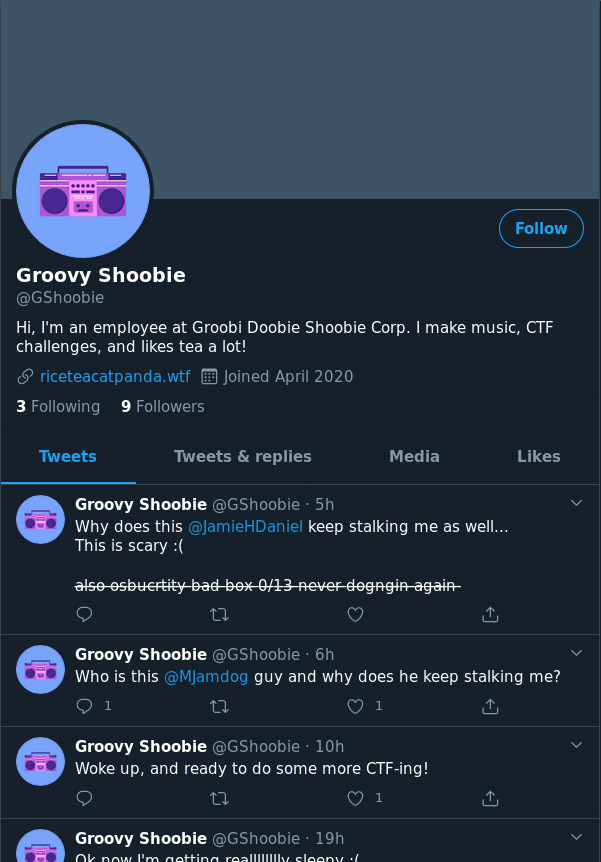 Follow
Groovy Shoobie
@GShoobie
Hi, I'm an employee at Groobi Doobie Shoobie Corp. I make music, CTF
challenges, and likes tea a lot!
riceteacatpanda.wtf Joined April 2020
3 Following 9 Followers
Tweets Tweets & replies Media Likes
Groovy Shoobie @GShoobie · 5h
Why does this @JamieHDaniel keep stalking me as well...
This is scary :(
also osbucrtity bad box 0/13 never dogngin again
Groovy Shoobie @GShoobie · 6h
Who is this @MJamdog guy and why does he keep stalking me?
1 1
Groovy Shoobie @GShoobie · 10h
Woke up, and ready to do some more CTF-ing!
1
Groovy Shoobie @GShoobie · 19h